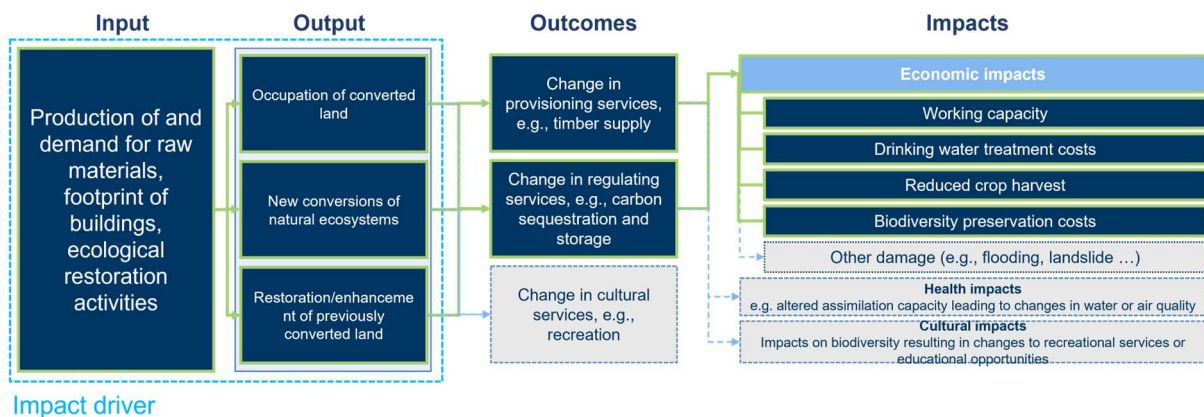 Input
Output
Outcomes
Impacts
Production of and
demand for raw
materials,
footprint of
buildings,
ecological
restoration
activities
Occupation of converted
land
New conversions of
natural ecosystems
Restoration/enhanceme
nt of previously
converted land
Change in
provisioning services,
e.g., timber supply
Change in regulating
services, e.g., carbon
sequestration and
storage
Change in cultural
services, e.g.,
recreation
Economic impacts
Working capacity
Drinking water treatment costs
Reduced crop harvest
Biodiversity preservation costs
Other damage (e.g., flooding, landslide ...)
Health impacts
e.g. altered assimilation capacity leading to changes in water or air quality
Cultural impacts
Impacts on biodiversity resulting in changes to recreational services or
educational opportunities
Impact driver